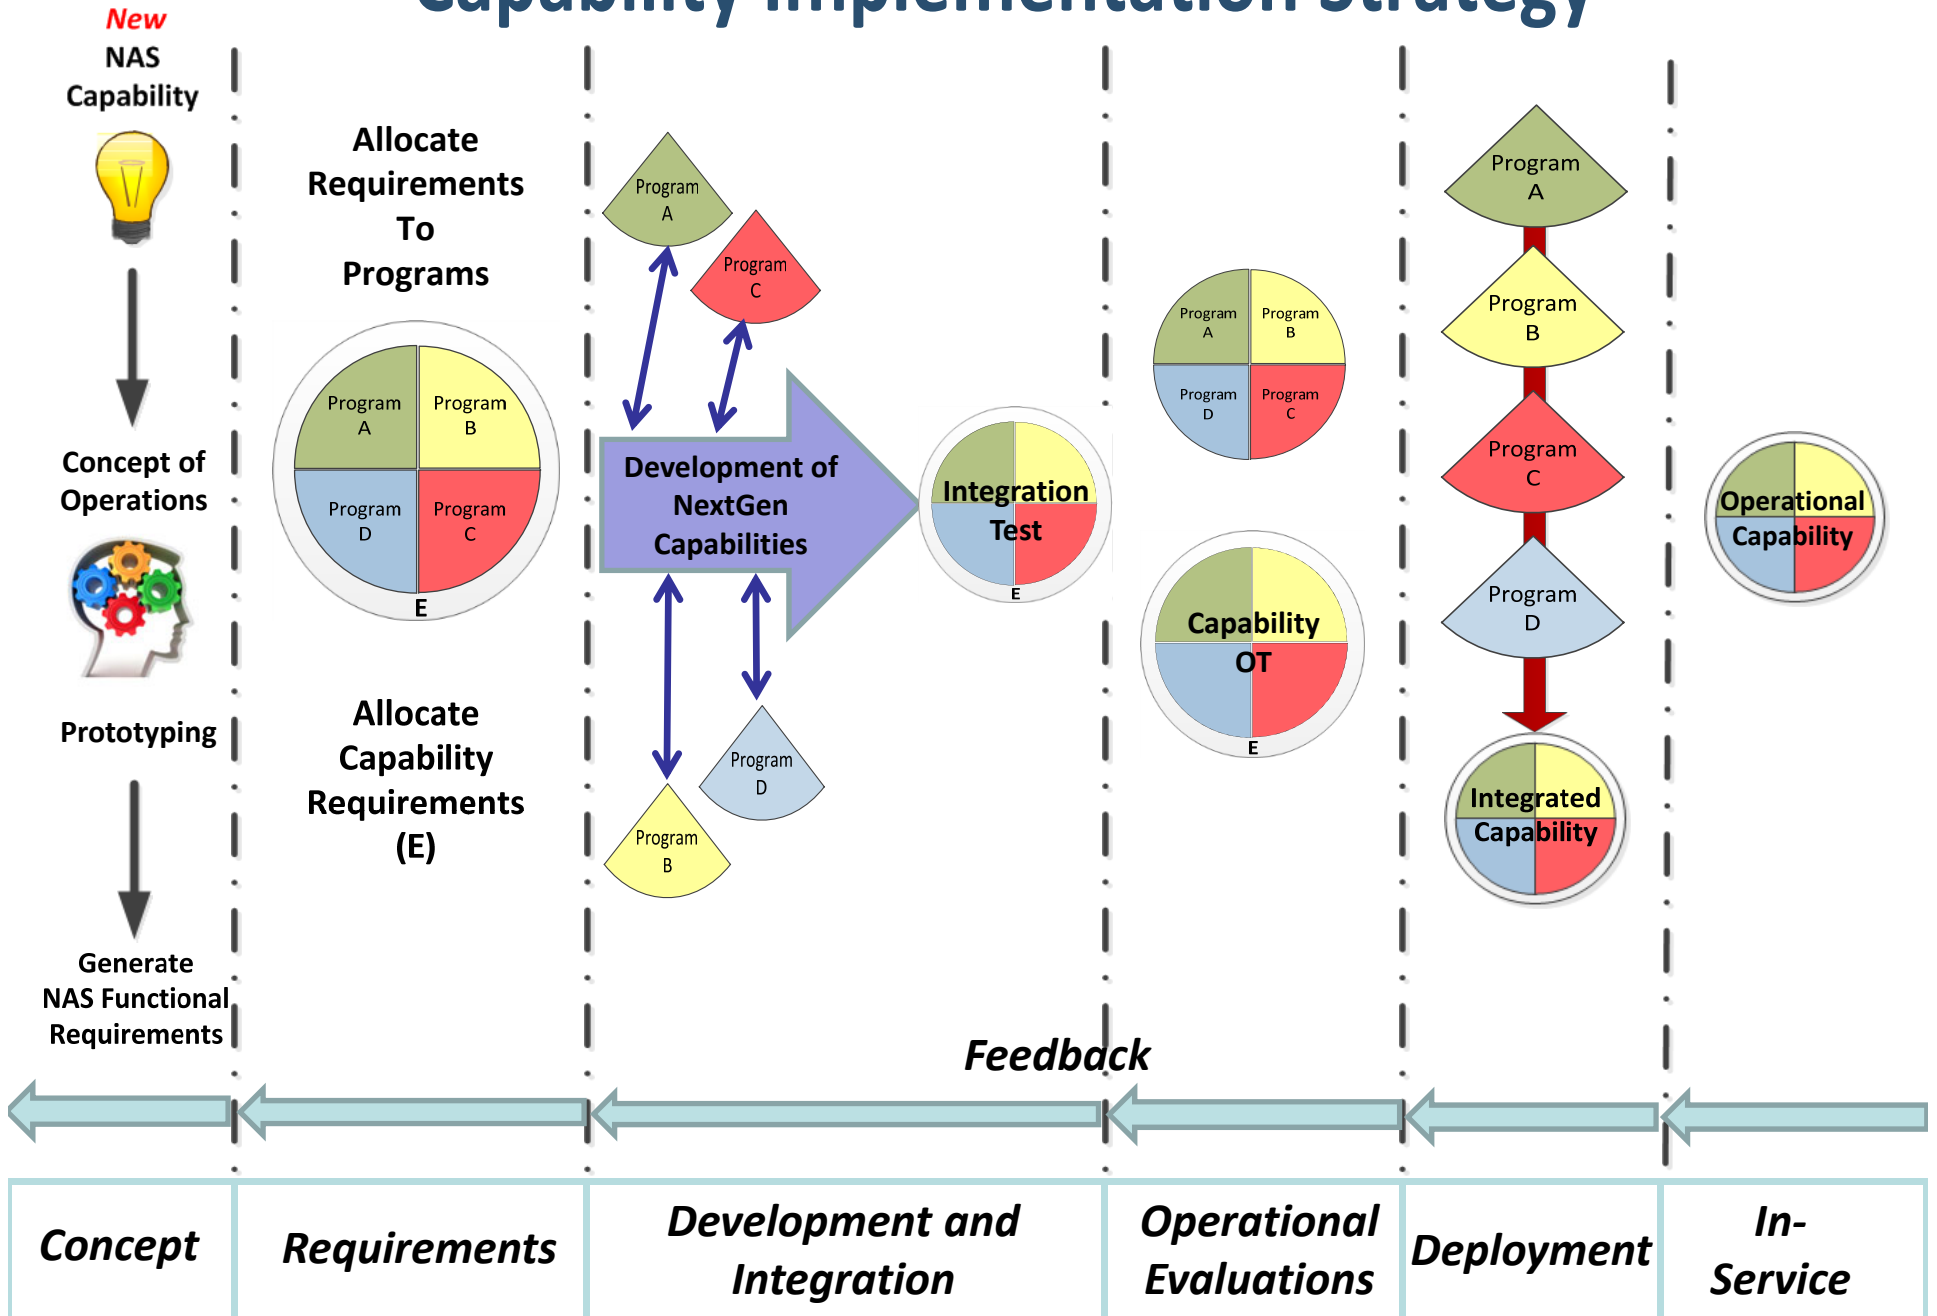 Capability Implementation Strategy
New
NAS
Capability
Concept of
Operations
Prototyping
Generate
NAS Functional
Requirements
Allocate
Requirements
To
Programs
Program
A
Program
B
Program
D
Program
C
E
Allocate
Capability
Requirements
(E)
Program
A
Program
C
Development of
NextGen
Capabilities
Program
D
Program
B
Integration
Test
E
Program
A
Program
B
Program
D
Program
C
Capability
OT
E
Program
A
Program
B
Program
C
Program
D
Integrated
Capability
Operational
Capability
Feedback
Concept
Requirements
Development and
Integration
Operational
Evaluations
Deployment
In-
Service